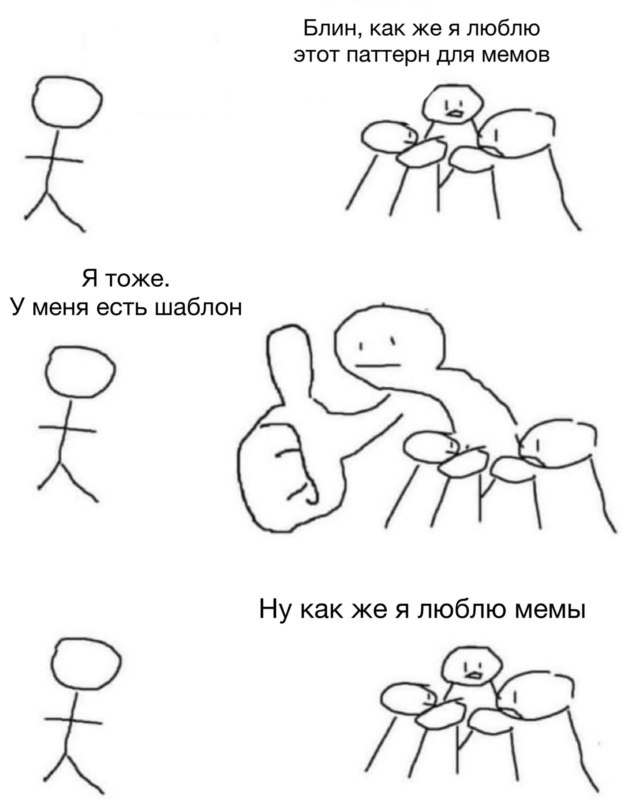 Блин, как же я люблю
этот паттерн для мемов
Я тоже.
У меня есть шаблон
Ну как же я люблю мемы